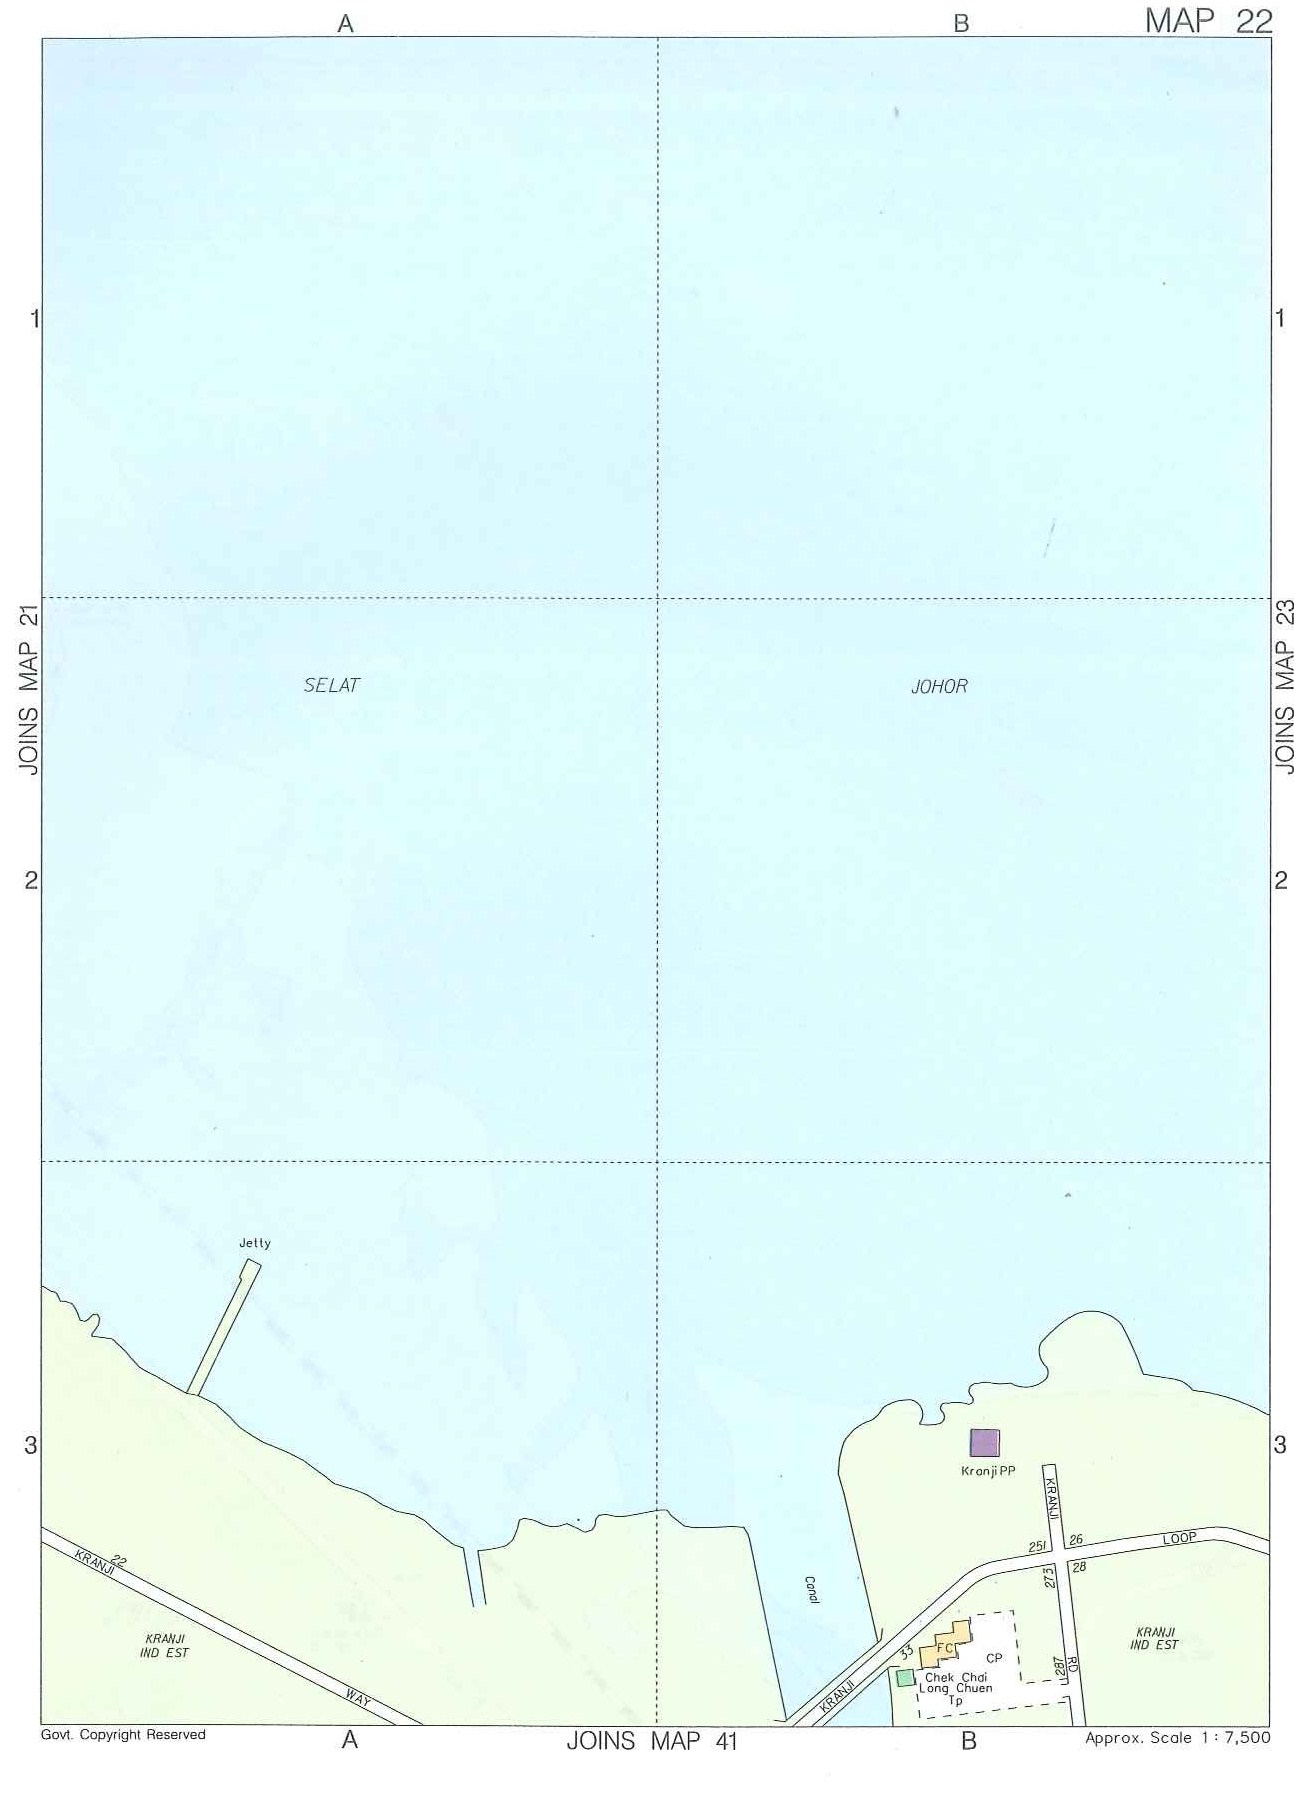 A
B
MAP 22
1
1
JOINS MAP 21
JOINS MAP 23
SELAT
JOHOR
2
2
Jetty
3
3
Kranji PP
KRANJI
251
26
LOOP
273
28
22
KRANJI
Canal
KRANJI
IND EST
KRANJI
IND EST
33
FC
CP
287
RD
Chek Chai
Long Chuen
Tp
KRANJI
WAY
Govt. Copyright Reserved
A
JOINS MAP 41
B
Approx. Scale 1 : 7,500